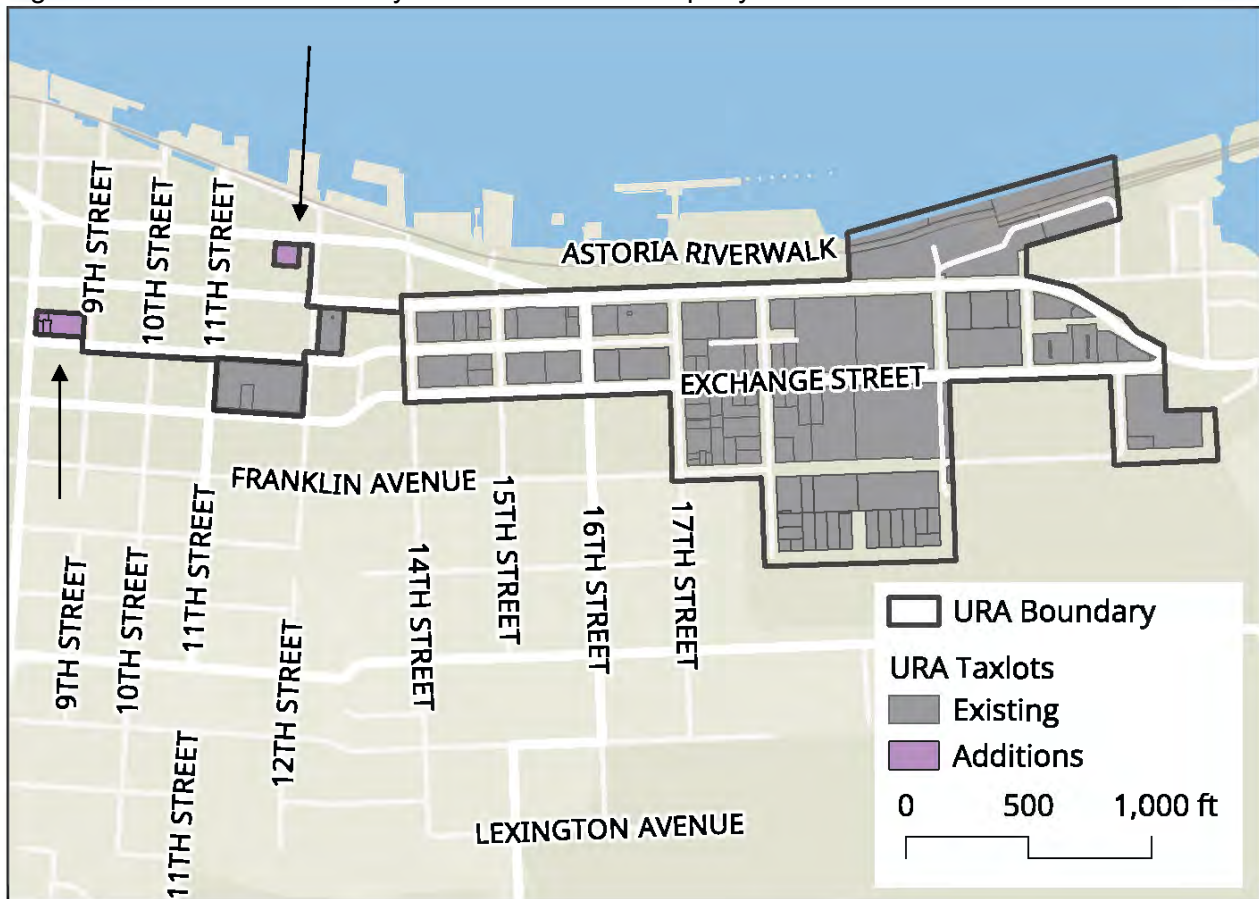 9TH STREET
10TH STREET
11TH STREET
ASTORIA RIVERWALK
EXCHANGE STREET
FRANKLIN AVENUE
15TH STREET
16TH STREET
17TH STREET
14TH STREET
11TH STREET
9TH STREET
10TH STREET
12TH STREET
11TH STREET
LEXINGTON AVENUE
URA Boundary
URA Taxlots
Existing
Additions
0 500 1,000 ft